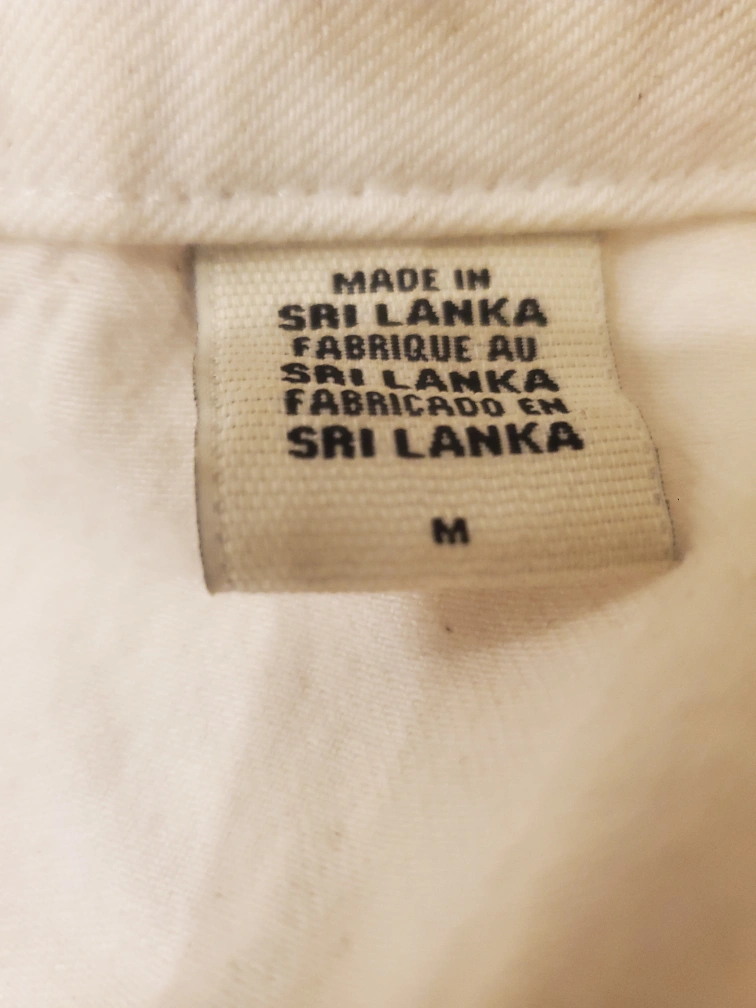 MADE IN
SRI LANKA
FABRIQUE AU
SRI LANKA
FABRICADO EN
SRI LANKA
M